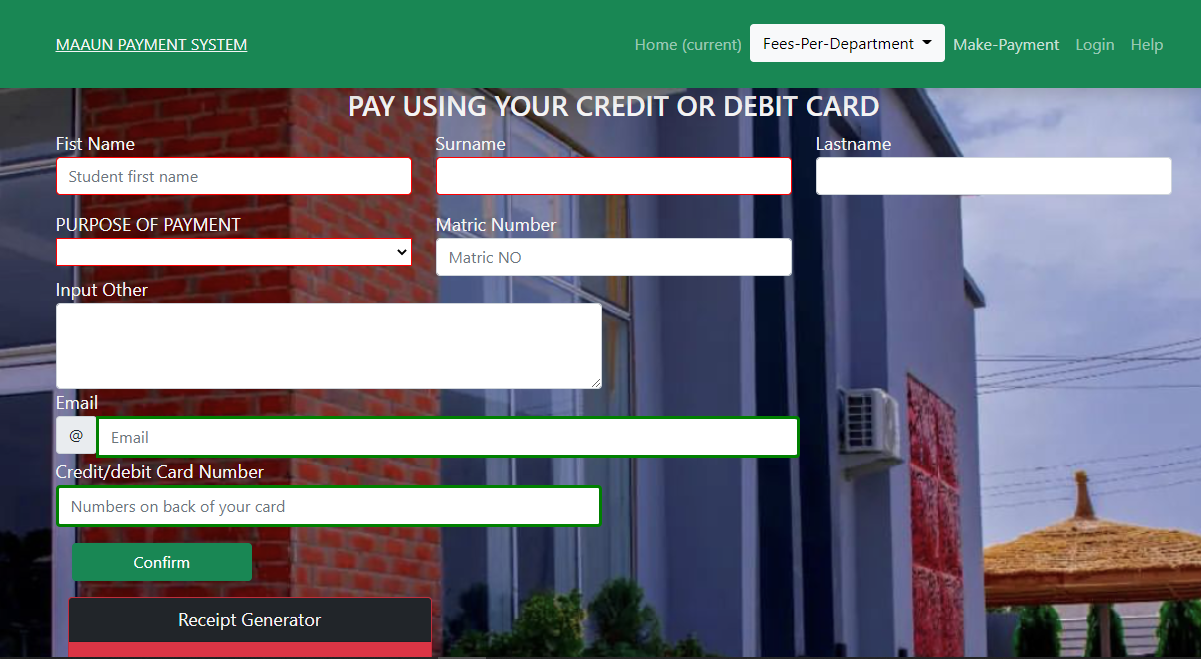 MAAUN PAYMENT SYSTEM
Home (current) Fees-Per-Department Make-Payment Login Help
PAY USING YOUR CREDIT OR DEBIT CARD
Fist Name Surname Lastname
Student first name
PURPOSE OF PAYMENT Matric Number
Matric NO
Input Other
Email
@ Email
Credit/debit Card Number
Numbers on back of your card
Confirm
Receipt Generator